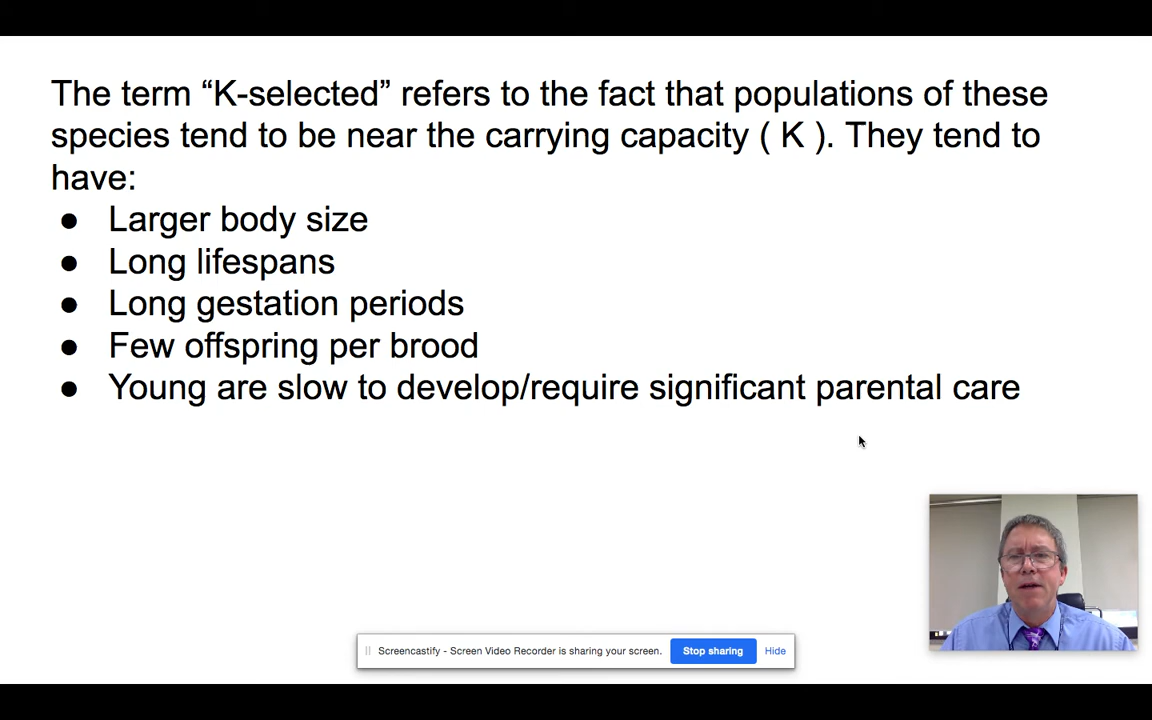 The term “K-selected” refers to the fact that populations of these
species tend to be near the carrying capacity ( K ). They tend to
have:
● Larger body size
● Long lifespans
● Long gestation periods
● Few offspring per brood
● Young are slow to develop/require significant parental care
Screencastify - Screen Video Recorder is sharing your screen. Stop sharing Hide